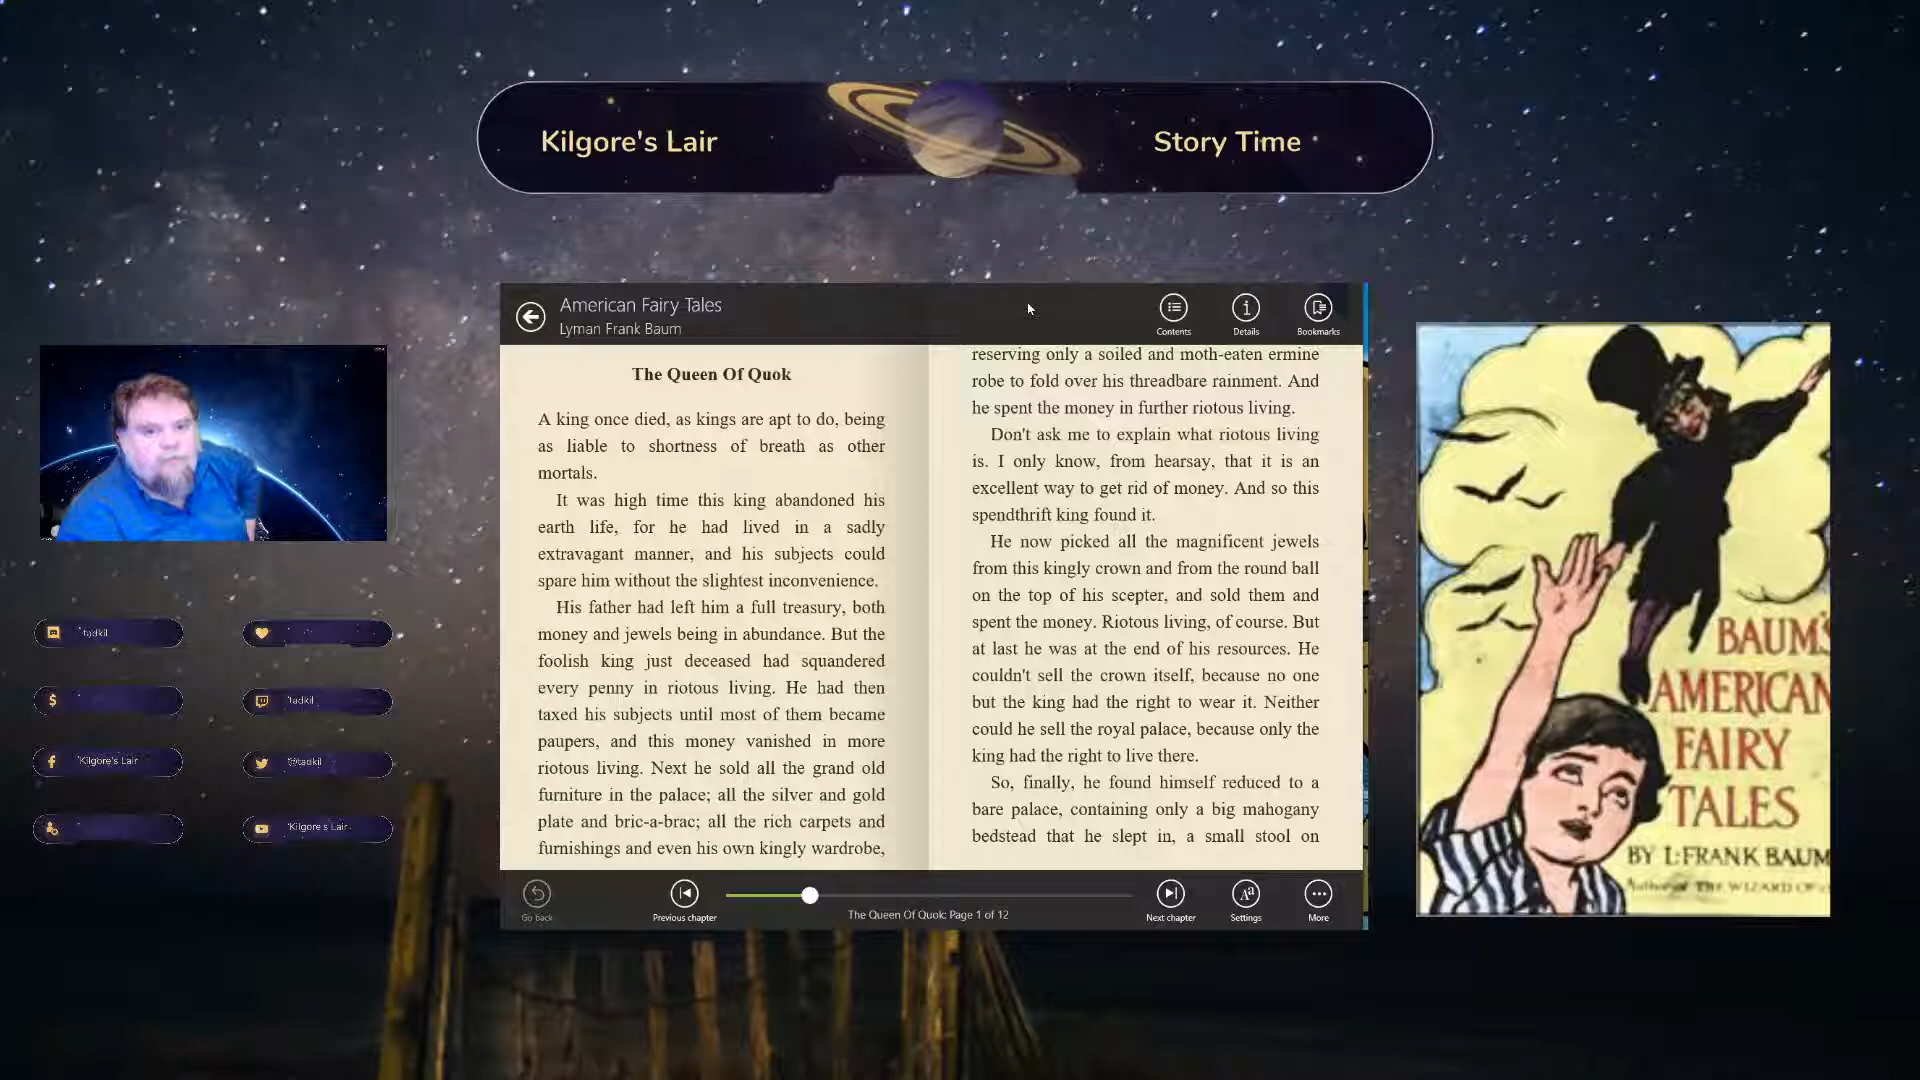 Kilgore's Lair
Story Time
American Fairy Tales
Lyman Frank Baum
Contents
Details
Bookmarks
The Queen Of Quok
A king once died, as kings are apt to do, being
as liable to shortness of breath as other
mortals.
It was high time this king abandoned his
earth life, for he had lived in a sadly
extravagant manner, and his subjects could
spare him without the slightest inconvenience.
His father had left him a full treasury, both
money and jewels being in abundance. But the
foolish king just deceased had squandered
every penny in riotous living. He had then
taxed his subjects until most of them became
paupers, and this money vanished in more
riotous living. Next he sold all the grand old
furniture in the palace; all the silver and gold
plate and bric-a-brac; all the rich carpets and
furnishings and even his own kingly wardrobe,
reserving only a soiled and moth-eaten ermine
robe to fold over his threadbare rainment. And
he spent the money in further riotous living.
Don't ask me to explain what riotous living
is. I only know, from hearsay, that it is an
excellent way to get rid of money. And so this
spendthrift king found it.
He now picked all the magnificent jewels
from this kingly crown and from the round ball
on the top of his scepter, and sold them and
spent the money. Riotous living, of course. But
at last he was at the end of his resources. He
couldn't sell the crown itself, because no one
but the king had the right to wear it. Neither
could he sell the royal palace, because only the
king had the right to live there.
So, finally, he found himself reduced to a
bare palace, containing only a big mahogany
bedstead that he slept in, a small stool on
Go back
Previous chapter
The Queen Of Quok: Page 1 of 12
Next chapter
Settings
More
tadkil
$
tadkil
Kilgore's Lair
@tadkil
Kilgore's Lair
BAUM'S
AMERICAN
FAIRY
TALES
BY L. FRANK BAUM
Author of THE WIZARD OF